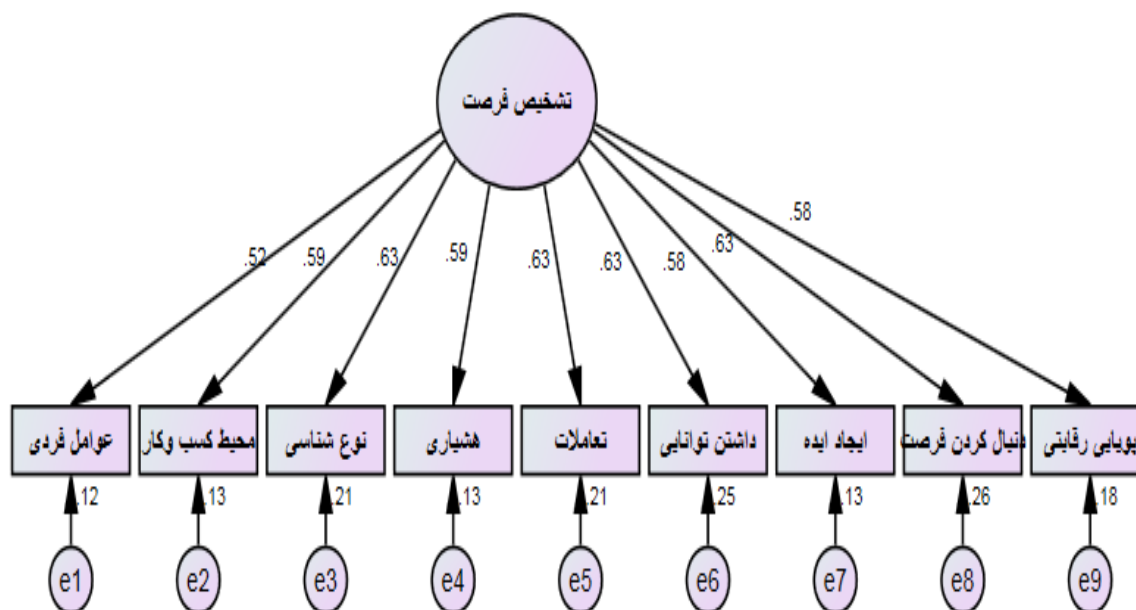 تشخیص فرصت
.52
.59
.63
.59
.63
.63
.58
.63
.58
عوامل فردی
محیط کسب وکار
نوع شناسی
هشیاری
تعاملات
داشتن توانایی
ایجاد ایده
دنبال کردن فرصت
پویایی رقابتی
.12
.13
.21
.13
.21
.25
.13
.26
.18
e1
e2
e3
e4
e5
e6
e7
e8
e9